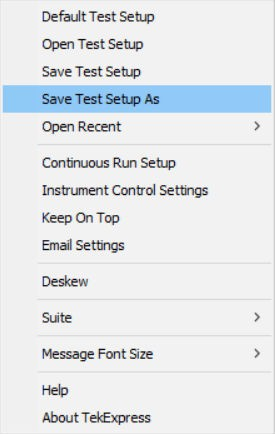 Default Test Setup
Open Test Setup
Save Test Setup
Save Test Setup As
Open Recent
Continuous Run Setup
Instrument Control Settings
Keep On Top
Email Settings
Deskew
Suite
Message Font Size
Help
About TekExpress